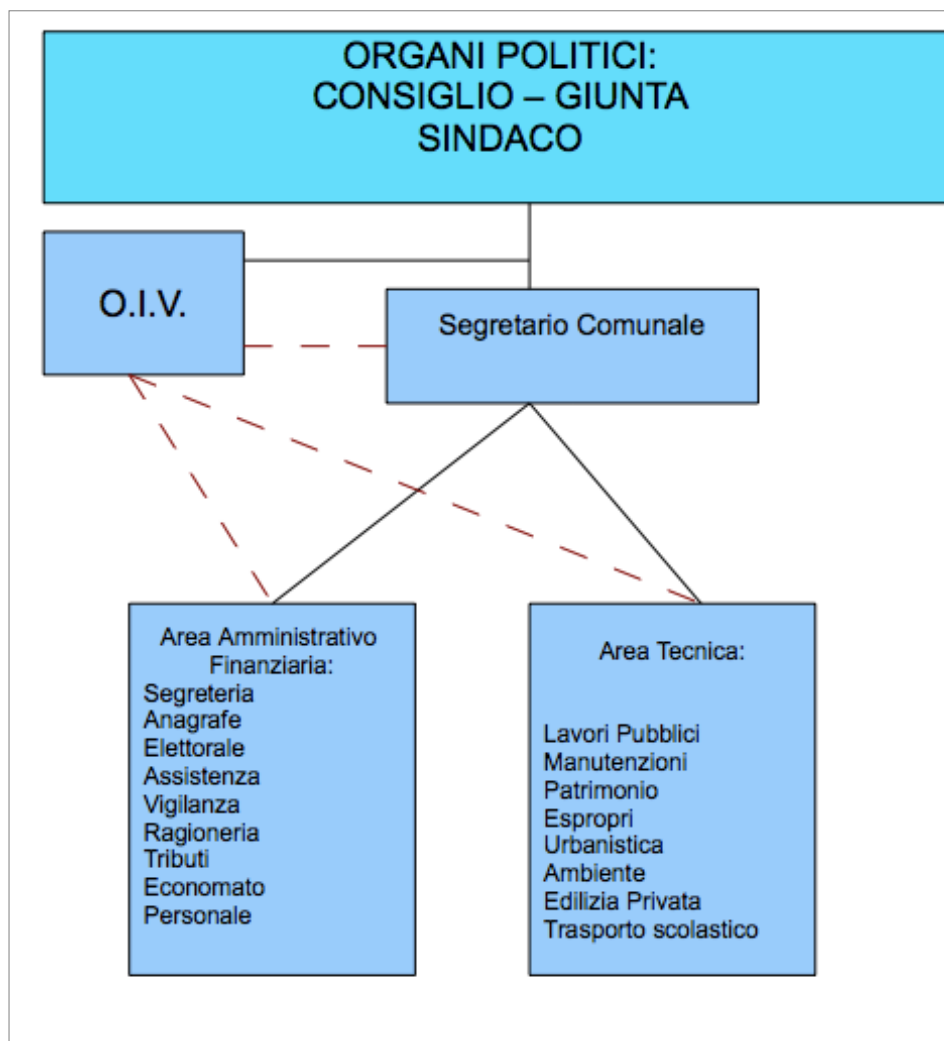 ORGANI POLITICI:
CONSIGLIO – GIUNTA
SINDACO
O.I.V.
Segretario Comunale
Area Amministrativo
Finanziaria:
Segreteria
Anagrafe
Elettorale
Assistenza
Vigilanza
Ragioneria
Tributi
Economato
Personale
Area Tecnica:
Lavori Pubblici
Manutenzioni
Patrimonio
Espropri
Urbanistica
Ambiente
Edilizia Privata
Trasporto scolastico